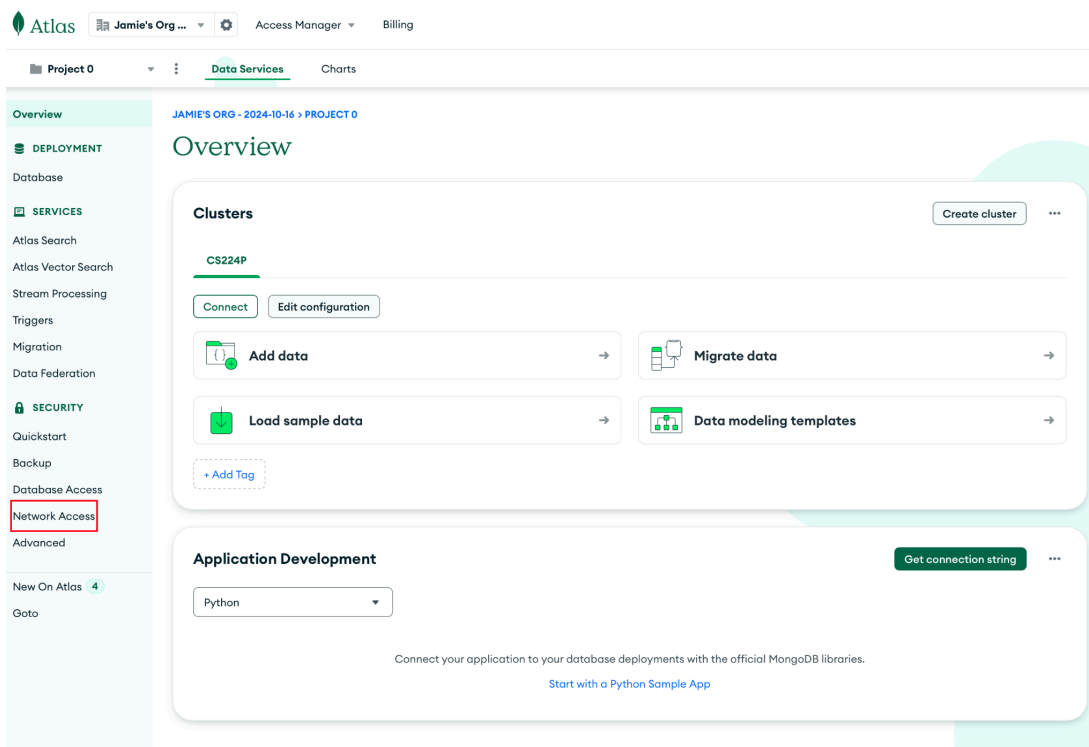 Atlas Jamie's Org ... Access Manager Billing
Project 0 Data Services Charts
Overview
DEPLOYMENT
Database
SERVICES
Atlas Search
Atlas Vector Search
Stream Processing
Triggers
Migration
Data Federation
SECURITY
Quickstart
Backup
Database Access
Network Access
Advanced
New On Atlas 4
Goto
JAMIE'S ORG - 2024-10-16 > PROJECT 0
Overview
Clusters Create cluster ...
CS224P
Connect Edit configuration
{ } + Add data → Migrate data →
Load sample data → Data modeling templates →
+ Add Tag
Application Development Get connection string ...
Python
Connect your application to your database deployments with the official MongoDB libraries.
Start with a Python Sample App